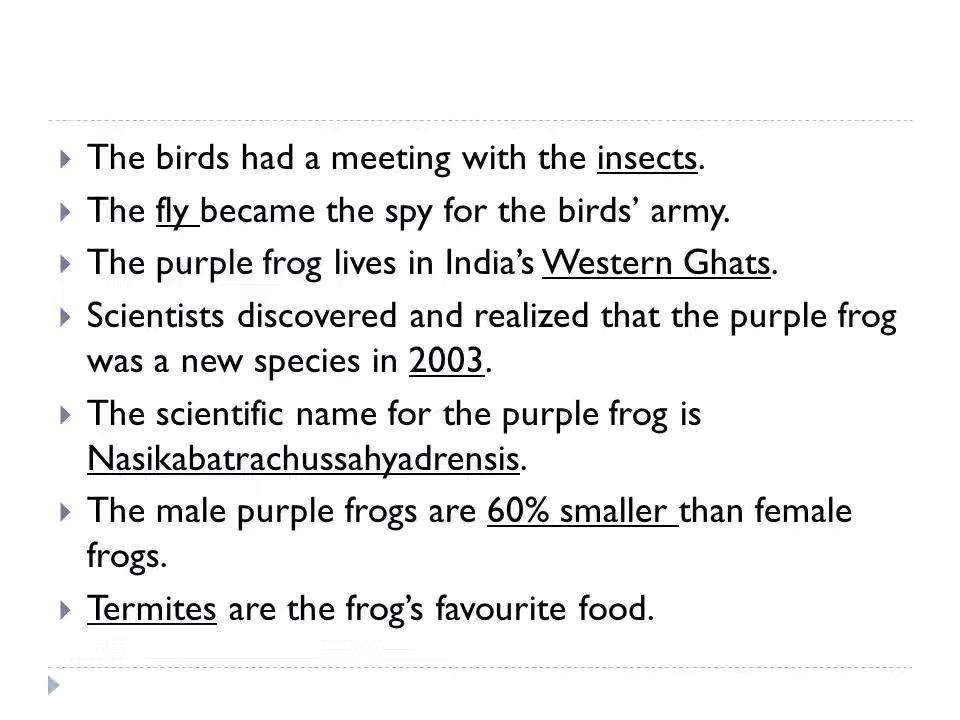 The birds had a meeting with the insects.
The fly became the spy for the birds’ army.
The purple frog lives in India’s Western Ghats.
Scientists discovered and realized that the purple frog
was a new species in 2003.
The scientific name for the purple frog is
Nasikabatrachussahyadrensis.
The male purple frogs are 60% smaller than female
frogs.
Termites are the frog’s favourite food.